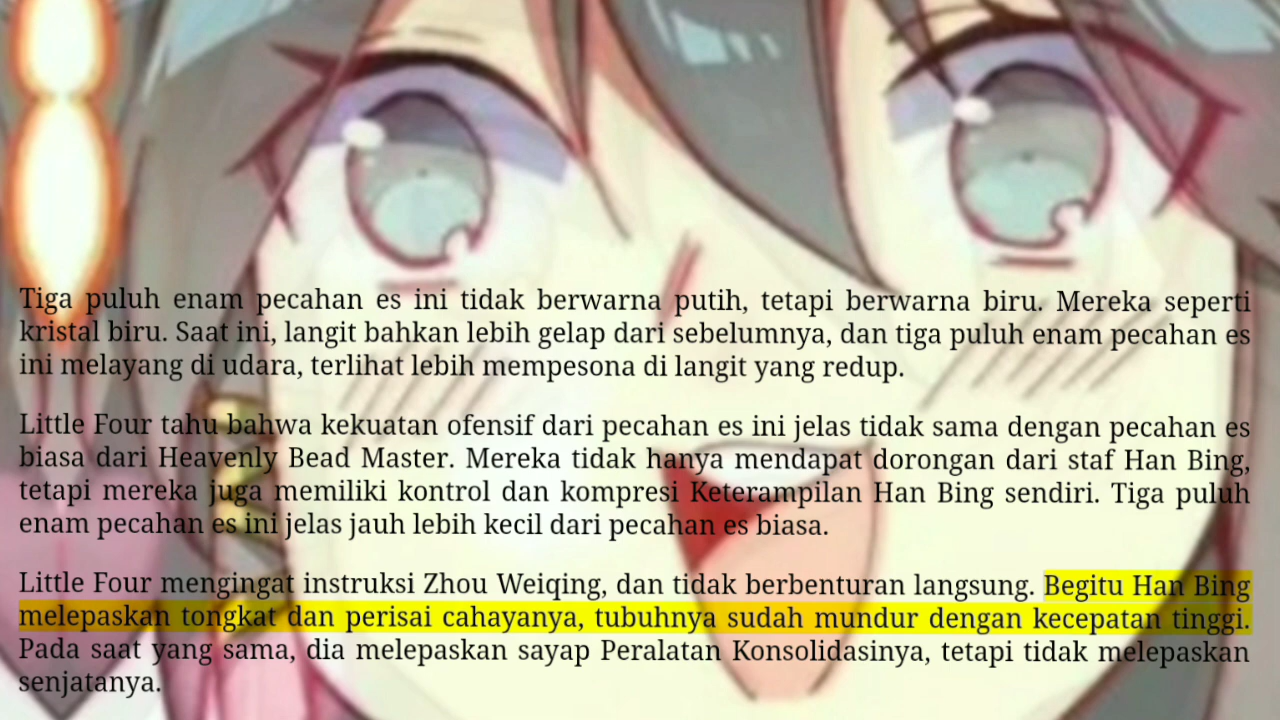 Tiga puluh enam pecahan es ini tidak berwarna putih, tetapi berwarna biru. Mereka seperti
kristal biru. Saat ini, langit bahkan lebih gelap dari sebelumnya, dan tiga puluh enam pecahan es
ini melayang di udara, terlihat lebih mempesona di langit yang redup.
Little Four tahu bahwa kekuatan ofensif dari pecahan es ini jelas tidak sama dengan pecahan es
biasa dari Heavenly Bead Master. Mereka tidak hanya mendapat dorongan dari staf Han Bing,
tetapi mereka juga memiliki kontrol dan kompresi Keterampilan Han Bing sendiri. Tiga puluh
enam pecahan es ini jelas jauh lebih kecil dari pecahan es biasa.
Little Four mengingat instruksi Zhou Weiqing, dan tidak berbenturan langsung. Begitu Han Bing
melepaskan tongkat dan perisai cahayanya, tubuhnya sudah mundur dengan kecepatan tinggi.
Pada saat yang sama, dia melepaskan sayap Peralatan Konsolidasinya, tetapi tidak melepaskan
senjatanya.